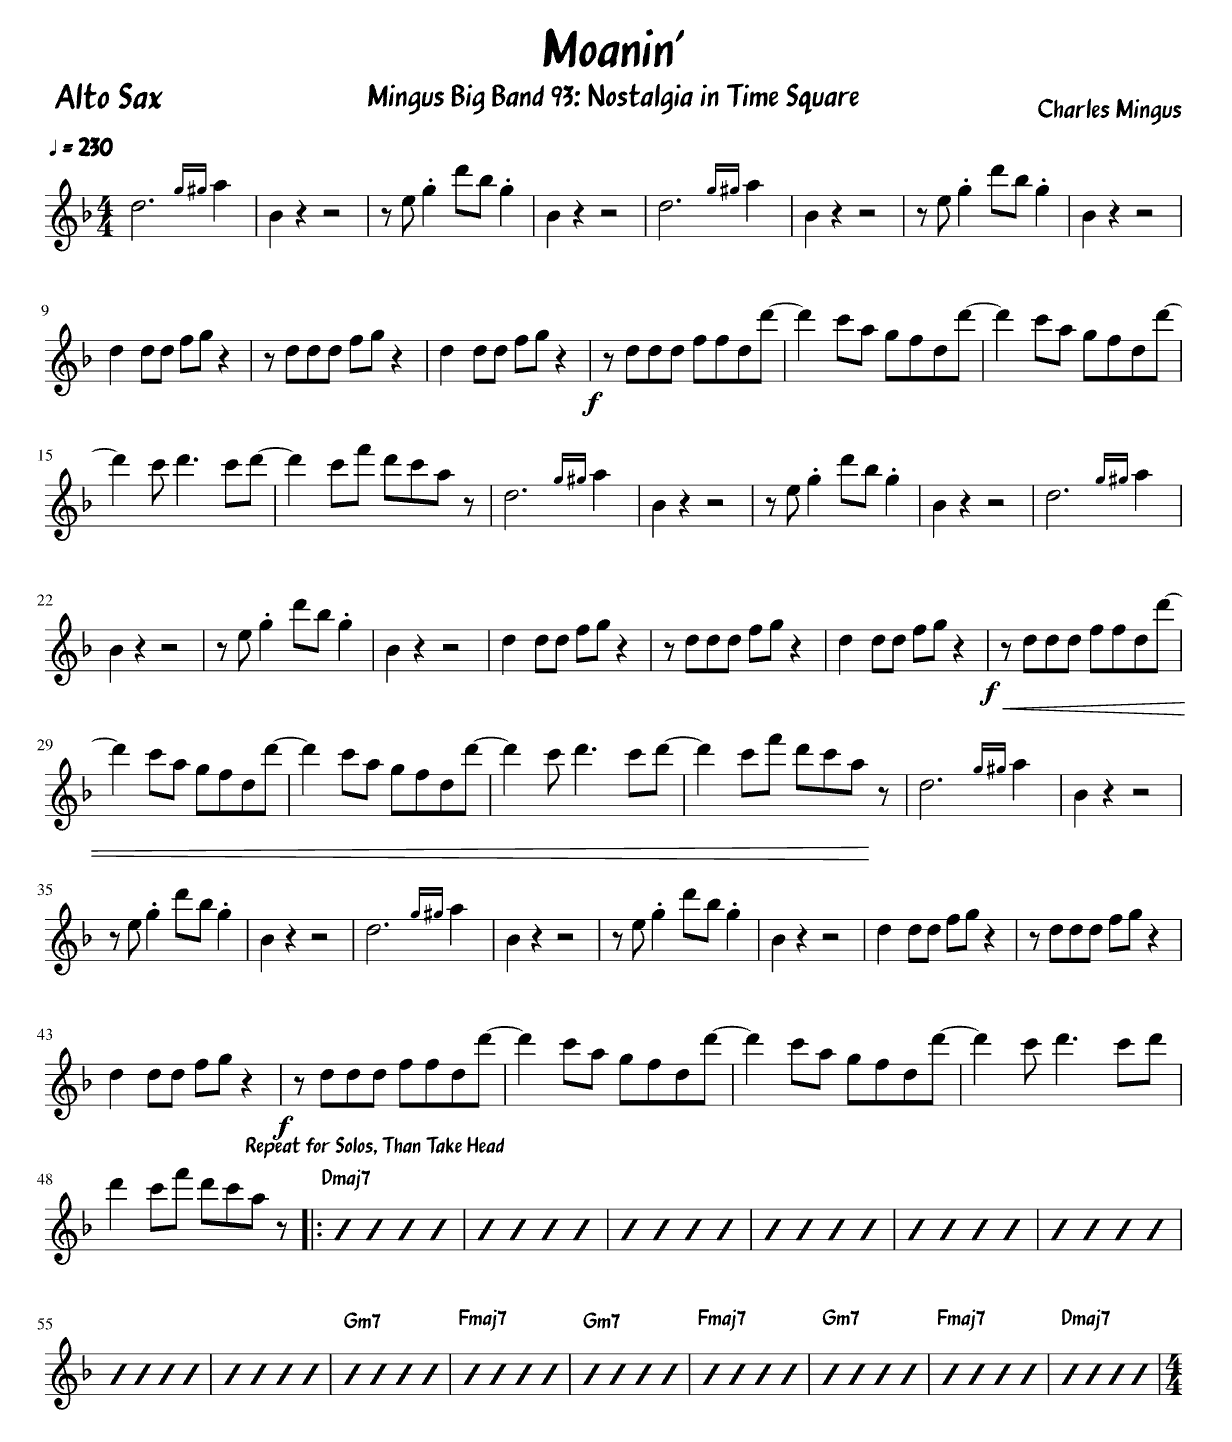 Moanin'
Alto Sax
Mingus Big Band 93: Nostalgia in Time Square
Charles Mingus
♩ = 230
4/4
9
f
15
22
f
29
35
43
f
Repeat for Solos, Than Take Head
48
Dmaj7
55
Gm7 Fmaj7 Gm7 Fmaj7 Gm7 Fmaj7 Dmaj7
4/4